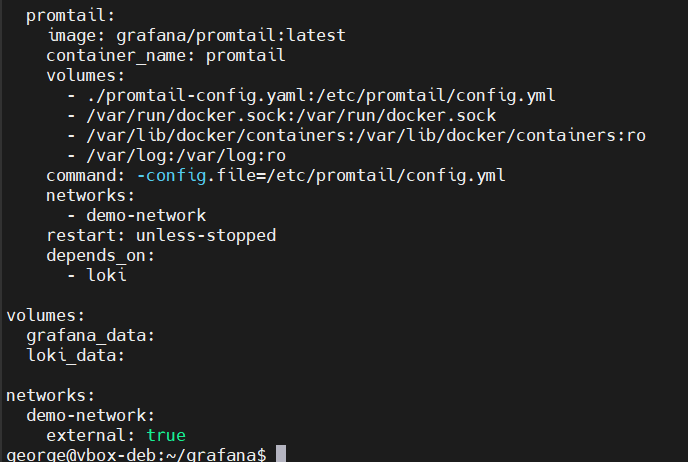 promtail:
image: grafana/promtail:latest
container_name: promtail
volumes:
- ./promtail-config.yaml:/etc/promtail/config.yml
- /var/run/docker.sock:/var/run/docker.sock
- /var/lib/docker/containers:/var/lib/docker/containers:ro
- /var/log:/var/log:ro
command: -config.file=/etc/promtail/config.yml
networks:
- demo-network
restart: unless-stopped
depends_on:
- loki
volumes:
grafana_data:
loki_data:
networks:
demo-network:
external: true
george@vbox-deb:~/grafana$